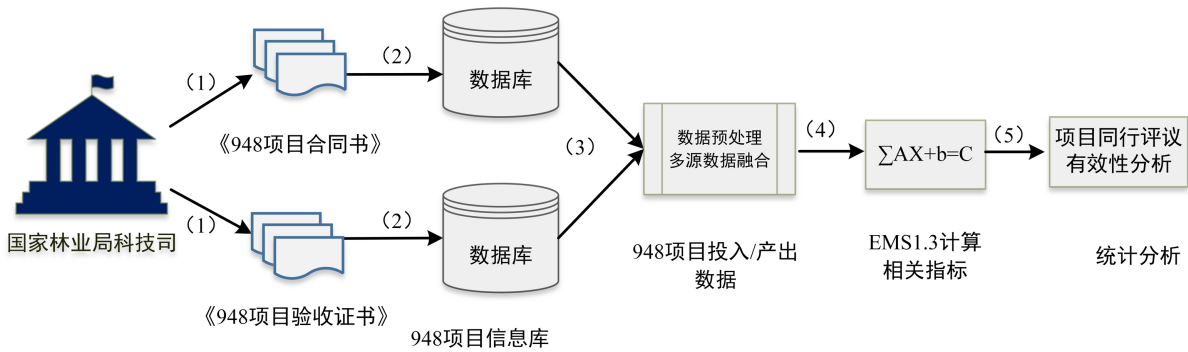 （1）
（2）
数据库
《948项目合同书》
（3）
数据预处理
多源数据融合
（4）
∑AX+b=C
（5）
项目同行评议
有效性分析
（1）
（2）
数据库
国家林业局科技司
948项目投入/产出
数据
EMS1.3计算
相关指标
统计分析
《948项目验收证书》
948项目信息库